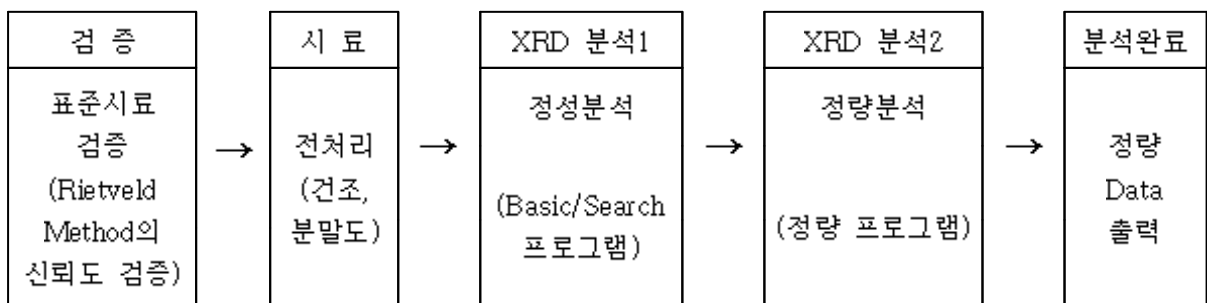 검 증
표준시료
검증
(Rietveld
Method의
신뢰도 검증)
→
시 료
전처리
(건조,
분말도)
→
XRD 분석1
정성분석
(Basic/Search
프로그램)
→
XRD 분석2
정량분석
(정량 프로그램)
→
분석완료
정량
Data
출력